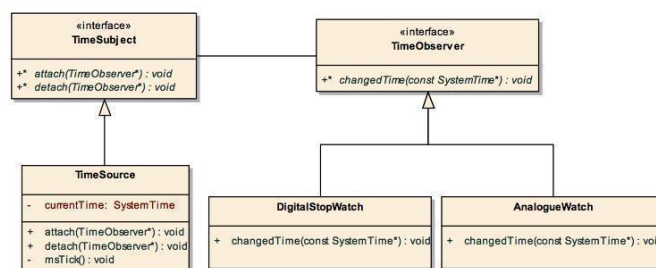 «interface»
TimeSubject
+* attach(TimeObserver*) : void
+* detach(TimeObserver*) : void
«interface»
TimeObserver
+* changedTime(const SystemTime*) : void
TimeSource
- currentTime: SystemTime
+ attach(TimeObserver*) : void
+ detach(TimeObserver*) : void
- msTick() : void
DigitalStopWatch
+ changedTime(const SystemTime*) : void
AnalogueWatch
+ changedTime(const SystemTime*) : void